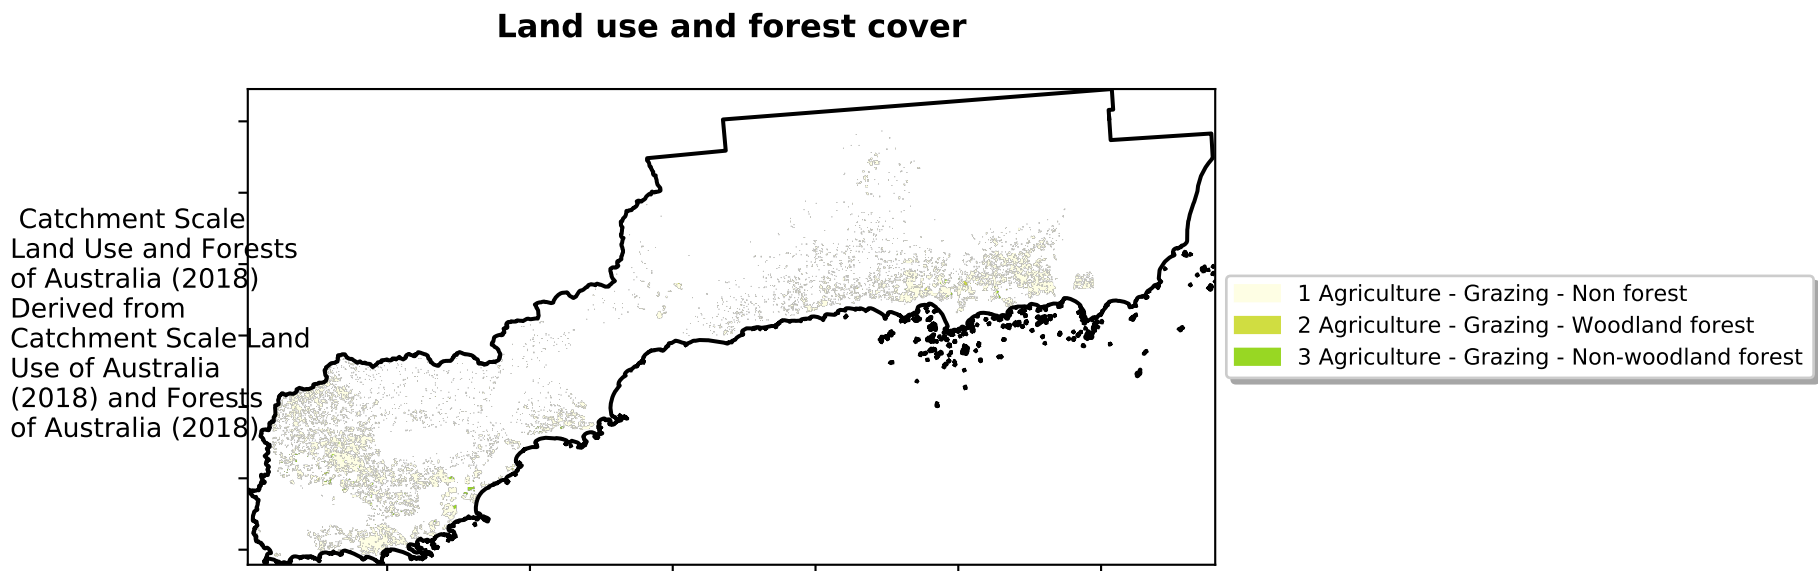 Land use and forest cover
Catchment Scale
Land Use and Forests
of Australia (2018)
Derived from
Catchment Scale Land
Use of Australia
(2018) and Forests
of Australia (2018)
1 Agriculture - Grazing - Non forest
2 Agriculture - Grazing - Woodland forest
3 Agriculture - Grazing - Non-woodland forest